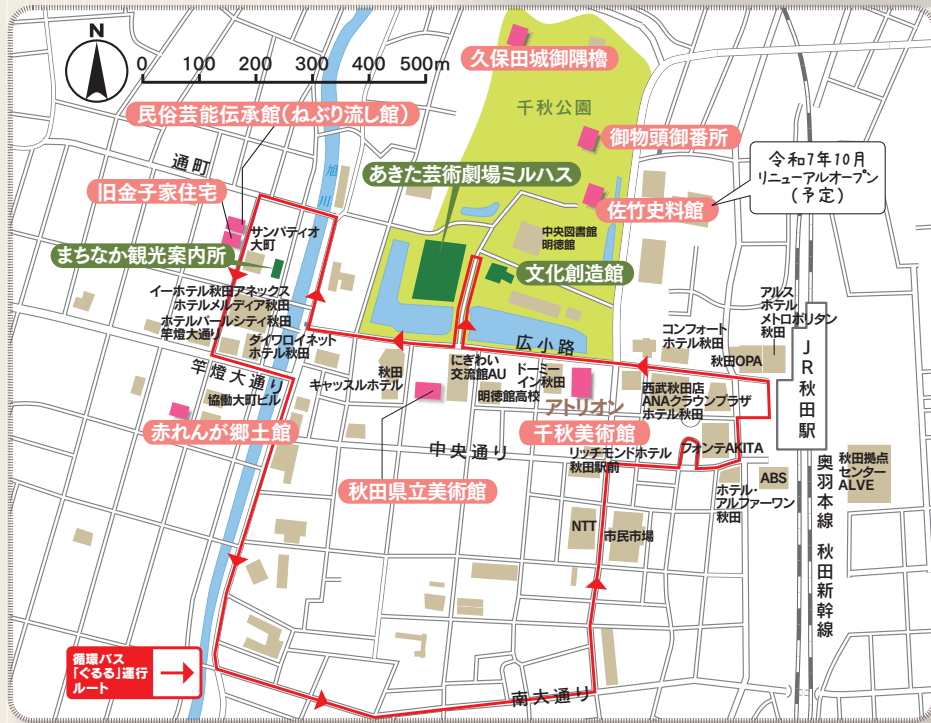 N
0 100 200 300 400 500m
久保田城御隅櫓
千秋公園
民俗芸能伝承館(ねぶり流し館)
御物頭御番所
令和7年10月
リニューアルオープン
(予定)
通町
旭川
あきた芸術劇場ミルハス
旧金子家住宅
佐竹史料館
サンパティオ
大町
中央図書館
明徳館
まちなか観光案内所
文化創造館
イーホテル秋田アネックス
ホテルメルディア秋田
ホテルパールシティ秋田
竿燈大通り
ダイワロイネット
ホテル秋田
アルス
ホテル
メトロポリタン
秋田
コンフォート
ホテル秋田
秋田OPA
JR秋田駅
広小路
竿燈大通り
協働大町ビル
秋田
キャッスルホテル
にぎわい
交流館AU
ドーミー
イン秋田
明徳館高校
西武秋田店
ANAクラウンプラザ
ホテル秋田
アトリオン
千秋美術館
赤れんが郷土館
中央通り
リッチモンドホテル
秋田駅前
フォンテAKITA
秋田県立美術館
ホテル・
アルファーワン
秋田
ABS
秋田拠点
センター
ALVE
奥羽本線 秋田新幹線
NTT
市民市場
循環バス
「ぐるる」運行
ルート
南大通り